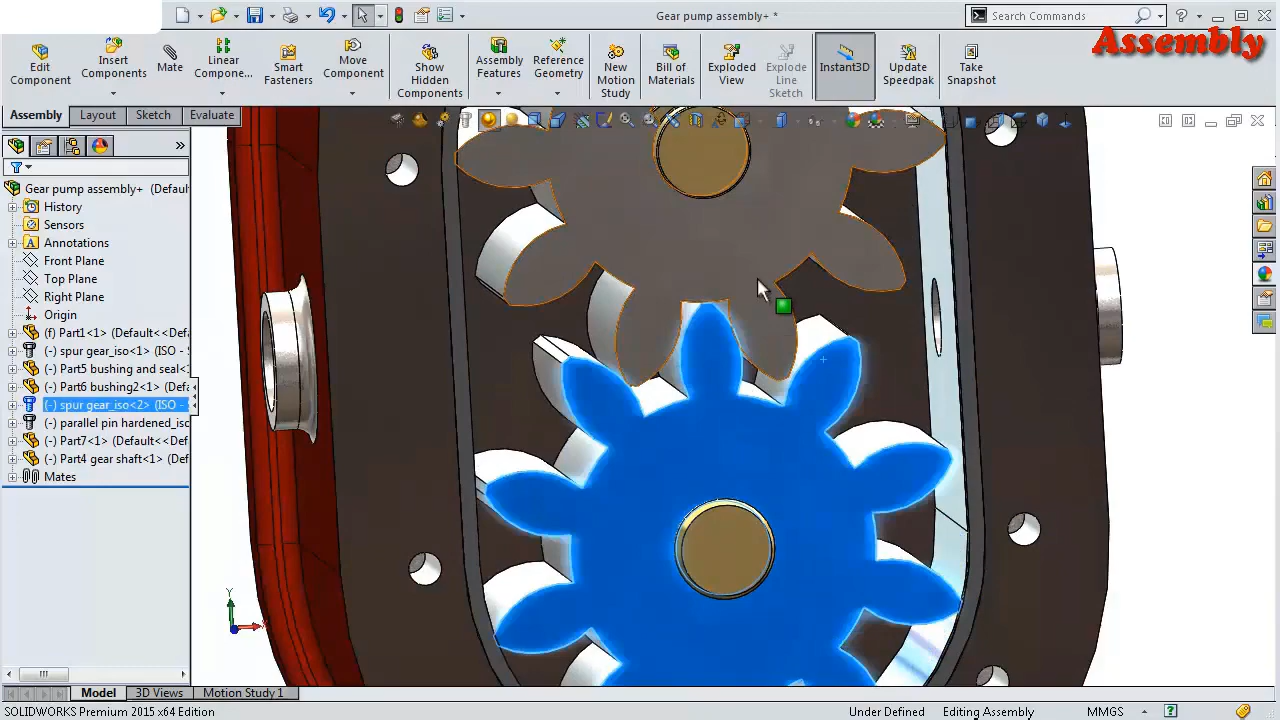 Gear pump assembly+ *
Search Commands
Assembly
Edit Component
Insert Components
Mate
Linear Compone...
Smart Fasteners
Move Component
Show Hidden Components
Assembly Features
Reference Geometry
New Motion Study
Bill of Materials
Exploded View
Explode Line Sketch
Instant3D
Update Speedpak
Take Snapshot
Assembly Layout Sketch Evaluate
Gear pump assembly+ (Default
History
Sensors
Annotations
Front Plane
Top Plane
Right Plane
Origin
(f) Part1<1> (Default<<Defa
(-) spur gear_iso<1> (ISO - S
(-) Part5 bushing and seal<1
(-) Part6 bushing2<1> (Defa
(-) spur gear_iso<2> (ISO - S
(-) parallel pin hardened_iso
(-) Part7<1> (Default<<Def
(-) Part4 gear shaft<1> (Def
Mates
Y
Model 3D Views Motion Study 1
SOLIDWORKS Premium 2015 x64 Edition
Under Defined Editing Assembly MMGS